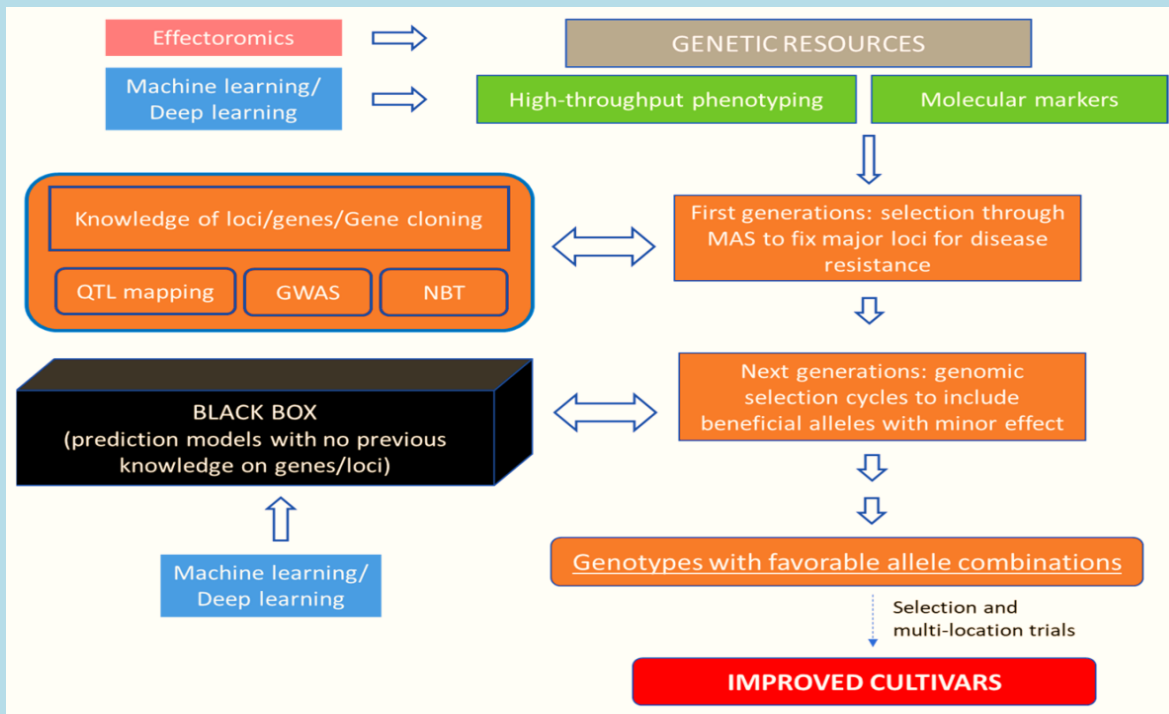 Effectoromics
GENETIC RESOURCES
Machine learning/
Deep learning
High-throughput phenotyping
Molecular markers
Knowledge of loci/genes/Gene cloning
QTL mapping
GWAS
NBT
First generations: selection through
MAS to fix major loci for disease
resistance
BLACK BOX
(prediction models with no previous
knowledge on genes/loci)
Next generations: genomic
selection cycles to include
beneficial alleles with minor effect
Machine learning/
Deep learning
Genotypes with favorable allele combinations
Selection and
multi-location trials
IMPROVED CULTIVARS